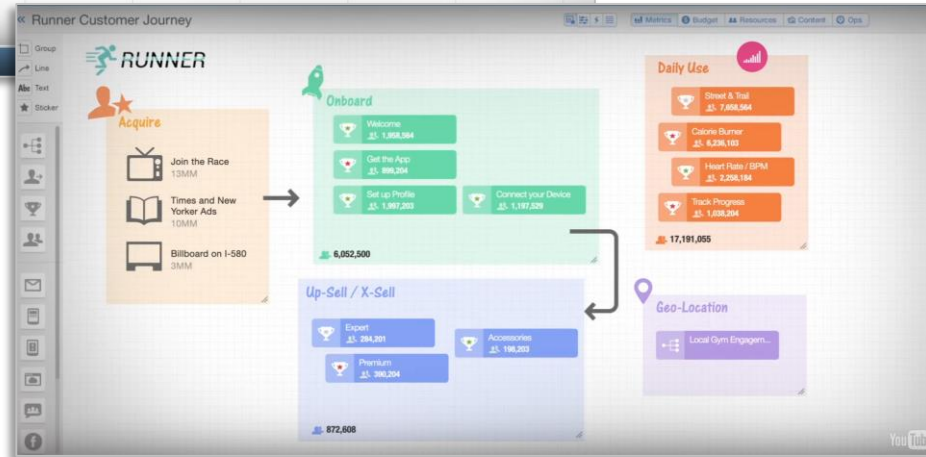 « Runner Customer Journey
Metrics
Budget
Resources
Content
Ops
Group
Line
Abc Text
Sticker
RUNNER
Acquire
Join the Race
13MM
Times and New
Yorker Ads
10MM
Billboard on I-580
3MM
Onboard
Welcome
1,958,564
Get the App
899,204
Set up Profile
1,997,203
Connect your Device
1,197,529
6,052,500
Daily Use
Street & Trail
7,658,564
Calorie Burner
6,236,103
Heart Rate / BPM
2,258,184
Track Progress
1,038,204
17,191,055
Up-Sell / X-Sell
Expert
284,201
Accessories
198,203
Premium
390,204
872,608
Geo-Location
Local Gym Engagem...
YouTub